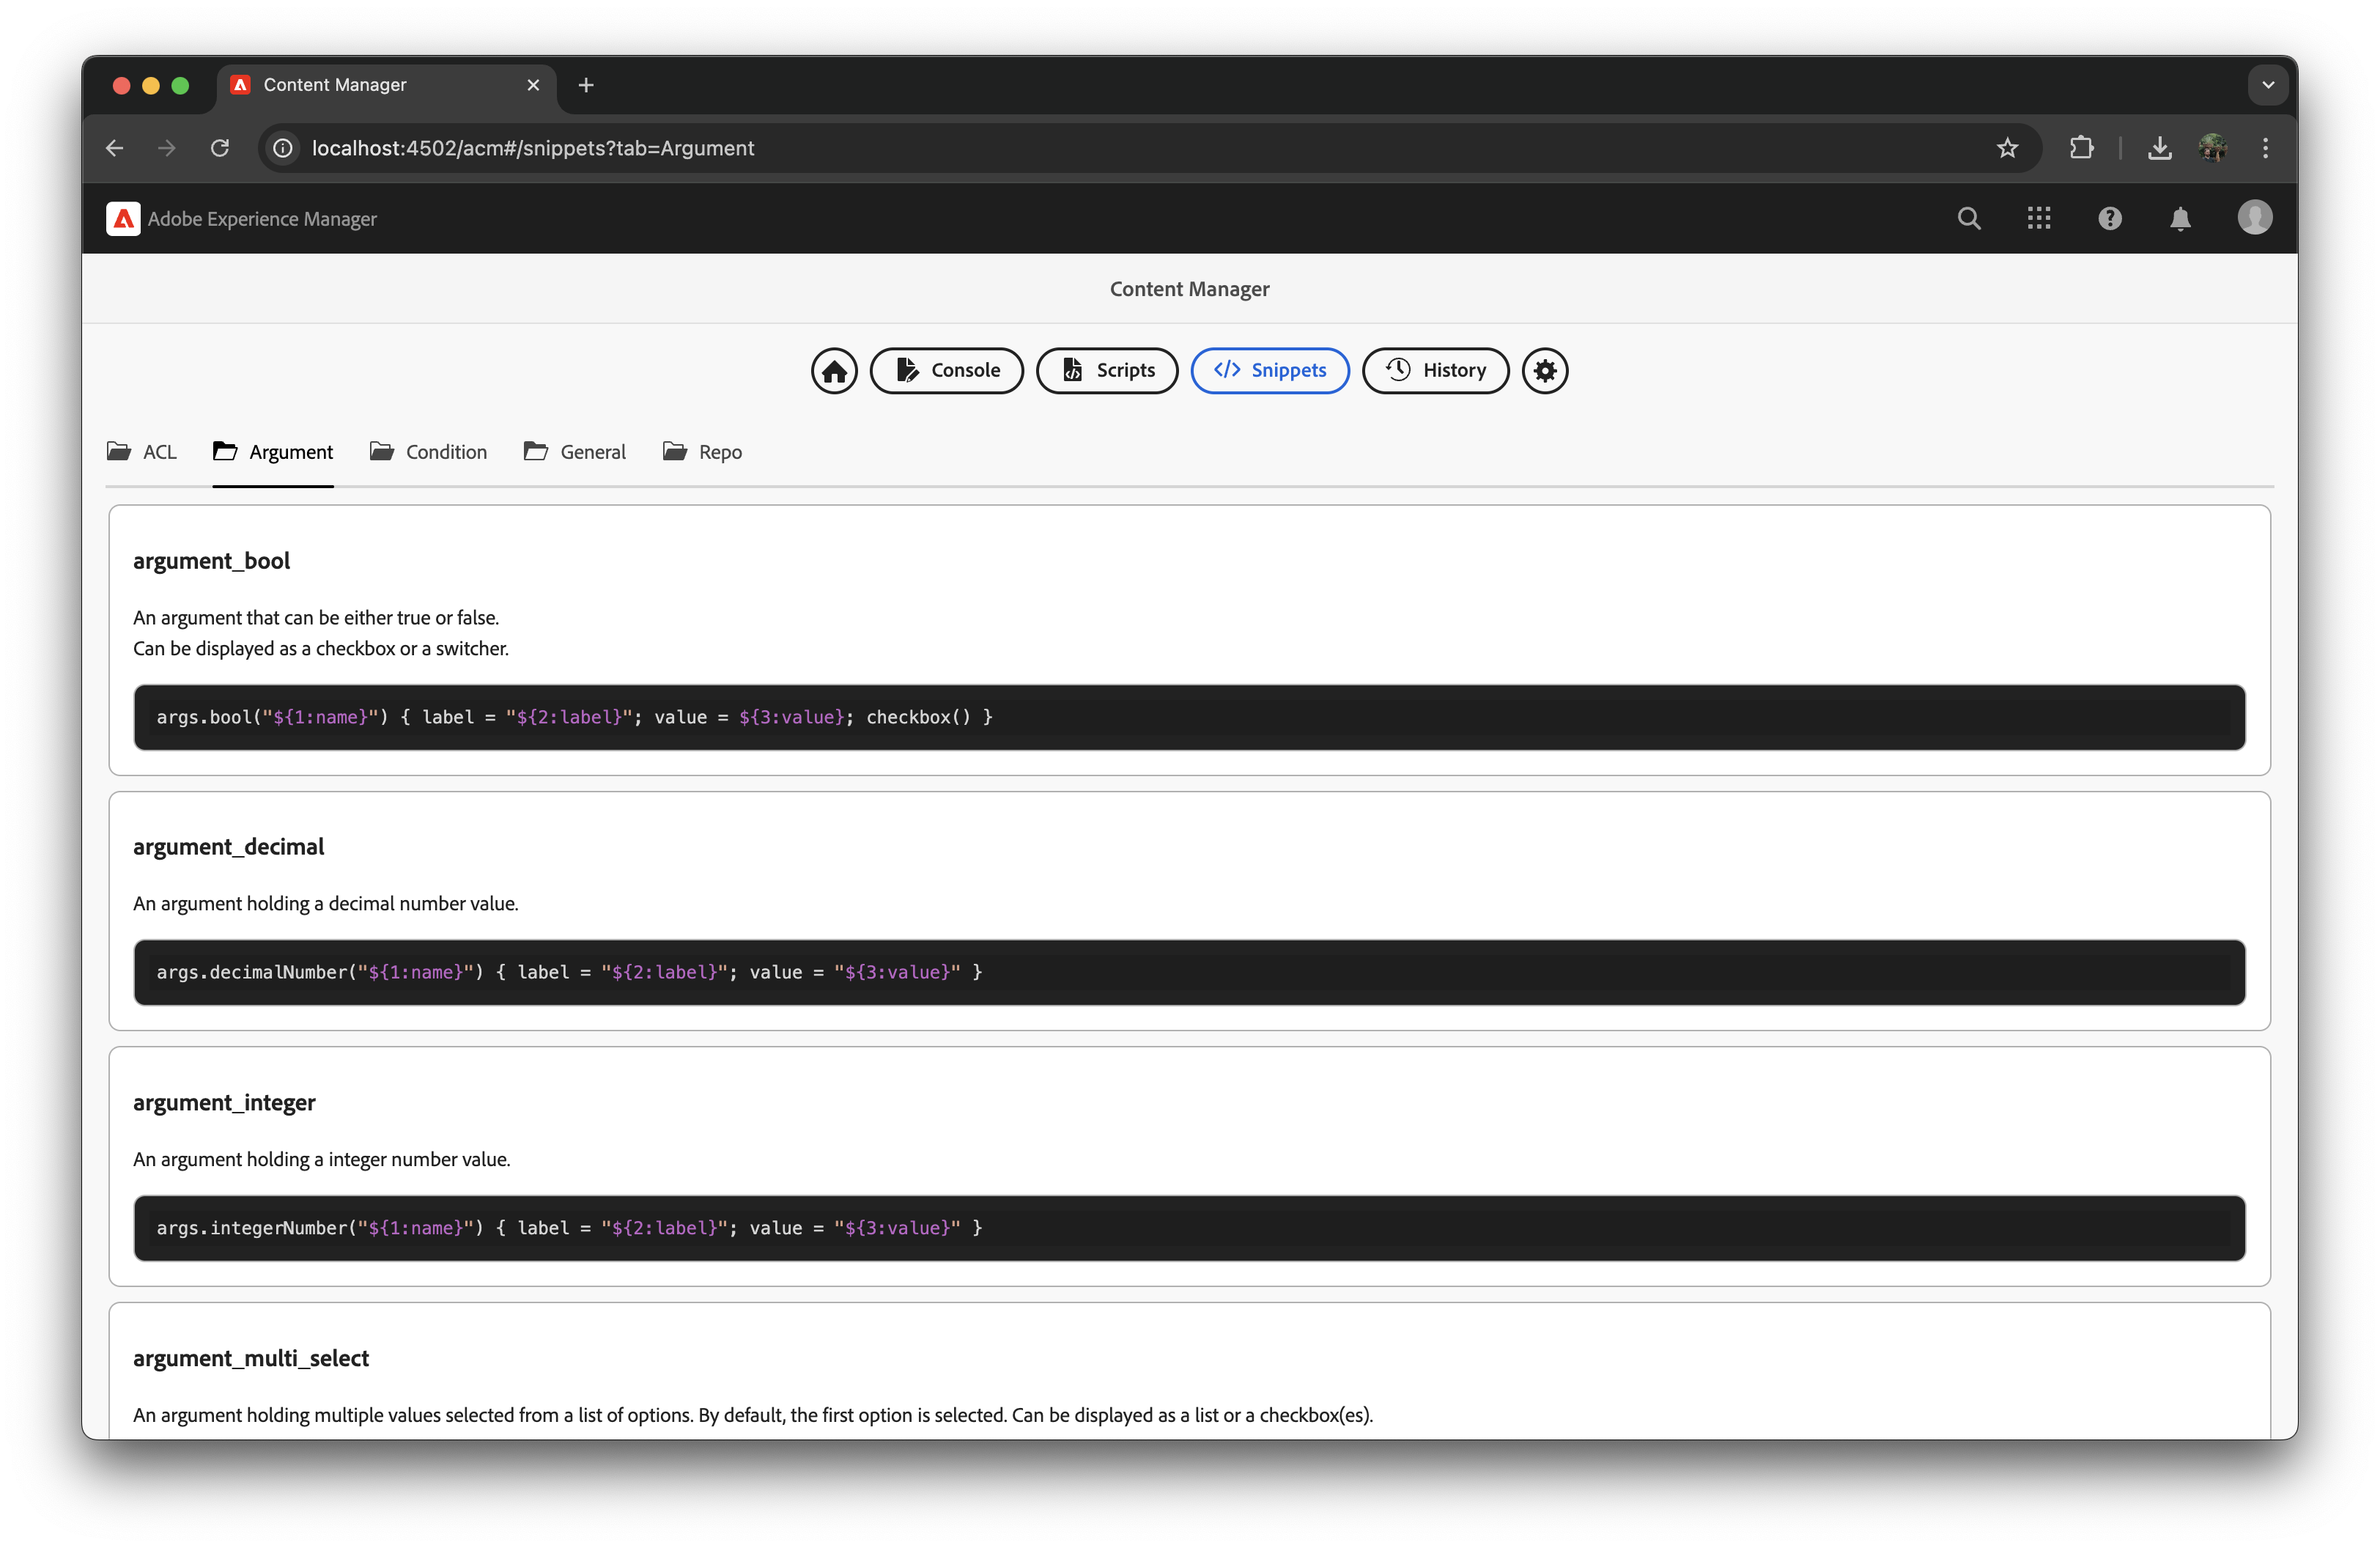 Content Manager
localhost:4502/acm#/snippets?tab=Argument
Adobe Experience Manager
Content Manager
Console Scripts </> Snippets History
ACL Argument Condition General Repo
argument_bool
An argument that can be either true or false.
Can be displayed as a checkbox or a switcher.
args.bool("${1:name}") { label = "${2:label}"; value = ${3:value}; checkbox() }
argument_decimal
An argument holding a decimal number value.
args.decimalNumber("${1:name}") { label = "${2:label}"; value = "${3:value}" }
argument_integer
An argument holding a integer number value.
args.integerNumber("${1:name}") { label = "${2:label}"; value = "${3:value}" }
argument_multi_select
An argument holding multiple values selected from a list of options. By default, the first option is selected. Can be displayed as a list or a checkbox(es).